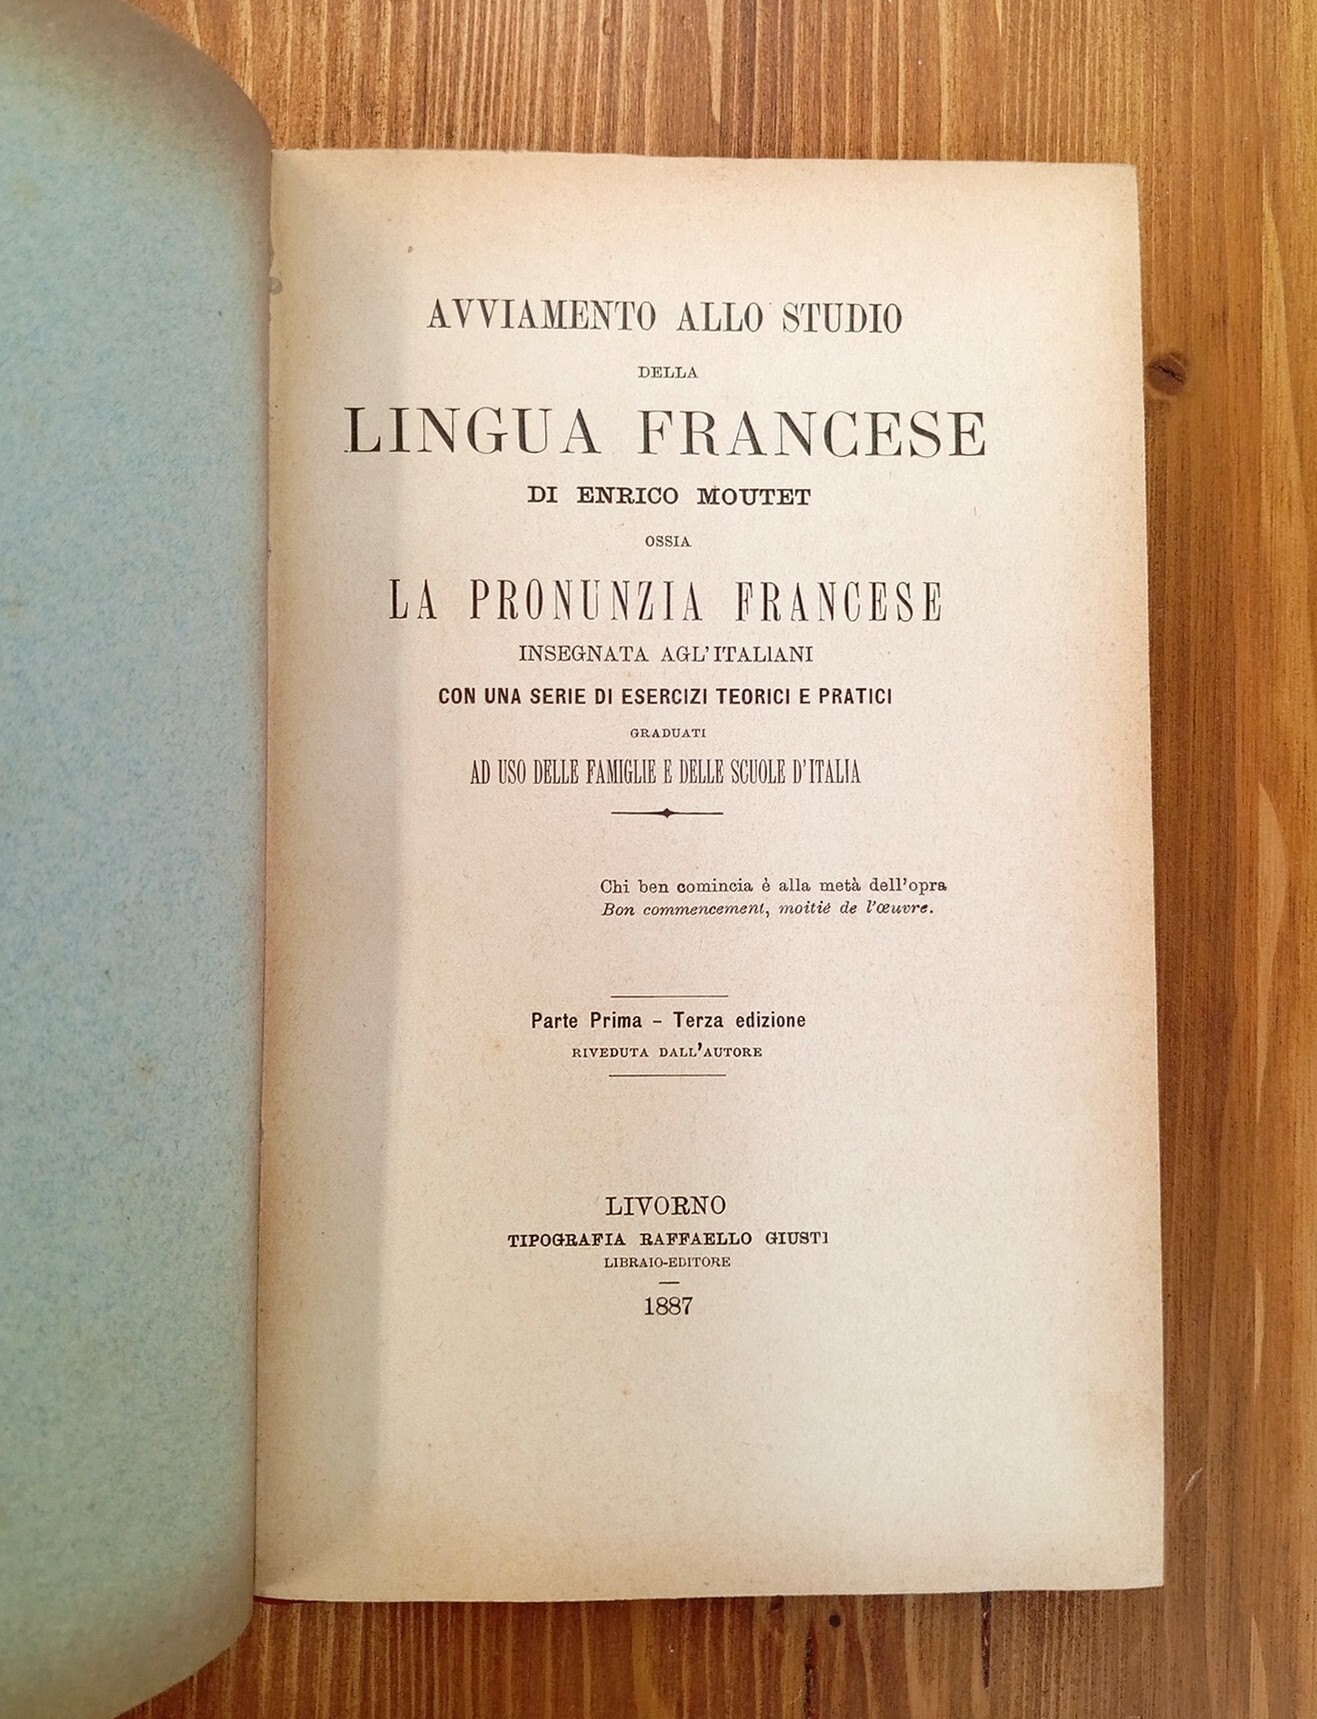 AVVIAMENTO ALLO STUDIO
DELLA
LINGUA FRANCESE
DI ENRICO MOUTET
OSSIA
LA PRONUNZIA FRANCESE
INSEGNATA AGL'ITALIANI
CON UNA SERIE DI ESERCIZI TEORICI E PRATICI
GRADUATI
AD USO DELLE FAMIGLIE E DELLE SCUOLE D'ITALIA
Chi ben comincia è alla metà dell'opra
Bon commencement, moitié de l'œuvre.
Parte Prima – Terza edizione
RIVEDUTA DALL'AUTORE
LIVORNO
TIPOGRAFIA RAFFAELLO GIUSTI
LIBRAIO-EDITORE
1887